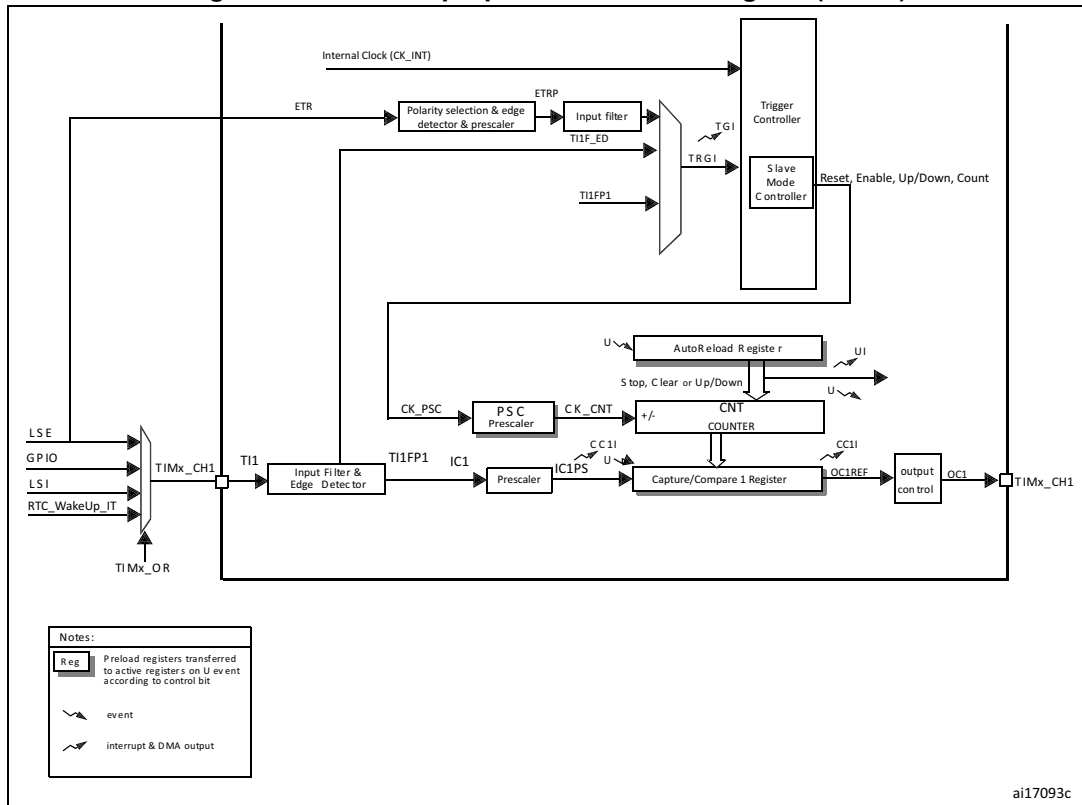 Internal Clock (CK_INT)
ETR
ETRP
Polarity selection & edge
detector & prescaler
Input filter
TI1F_ED
TI1FP1
TGI
TRGI
Trigger
Controller
Slave
Mode
Controller
Reset, Enable, Up/Down, Count
U
AutoReload Register
UI
Stop, Clear or Up/Down
U
CK_PSC
PSC
Prescaler
CK_CNT
+/-
CNT
COUNTER
LSE
GPIO
LSI
RTC_WakeUp_IT
TIMx_OR
TIMx_CH1
TI1
Input Filter &
Edge Detector
TI1FP1
IC1
Prescaler
IC1PS
CC1I
U
Capture/Compare 1 Register
CC1I
OC1REF
output
control
OC1
TIMx_CH1
Notes:
Reg
Preload registers transferred
to active registers on U event
according to control bit
event
interrupt & DMA output
ai17093c